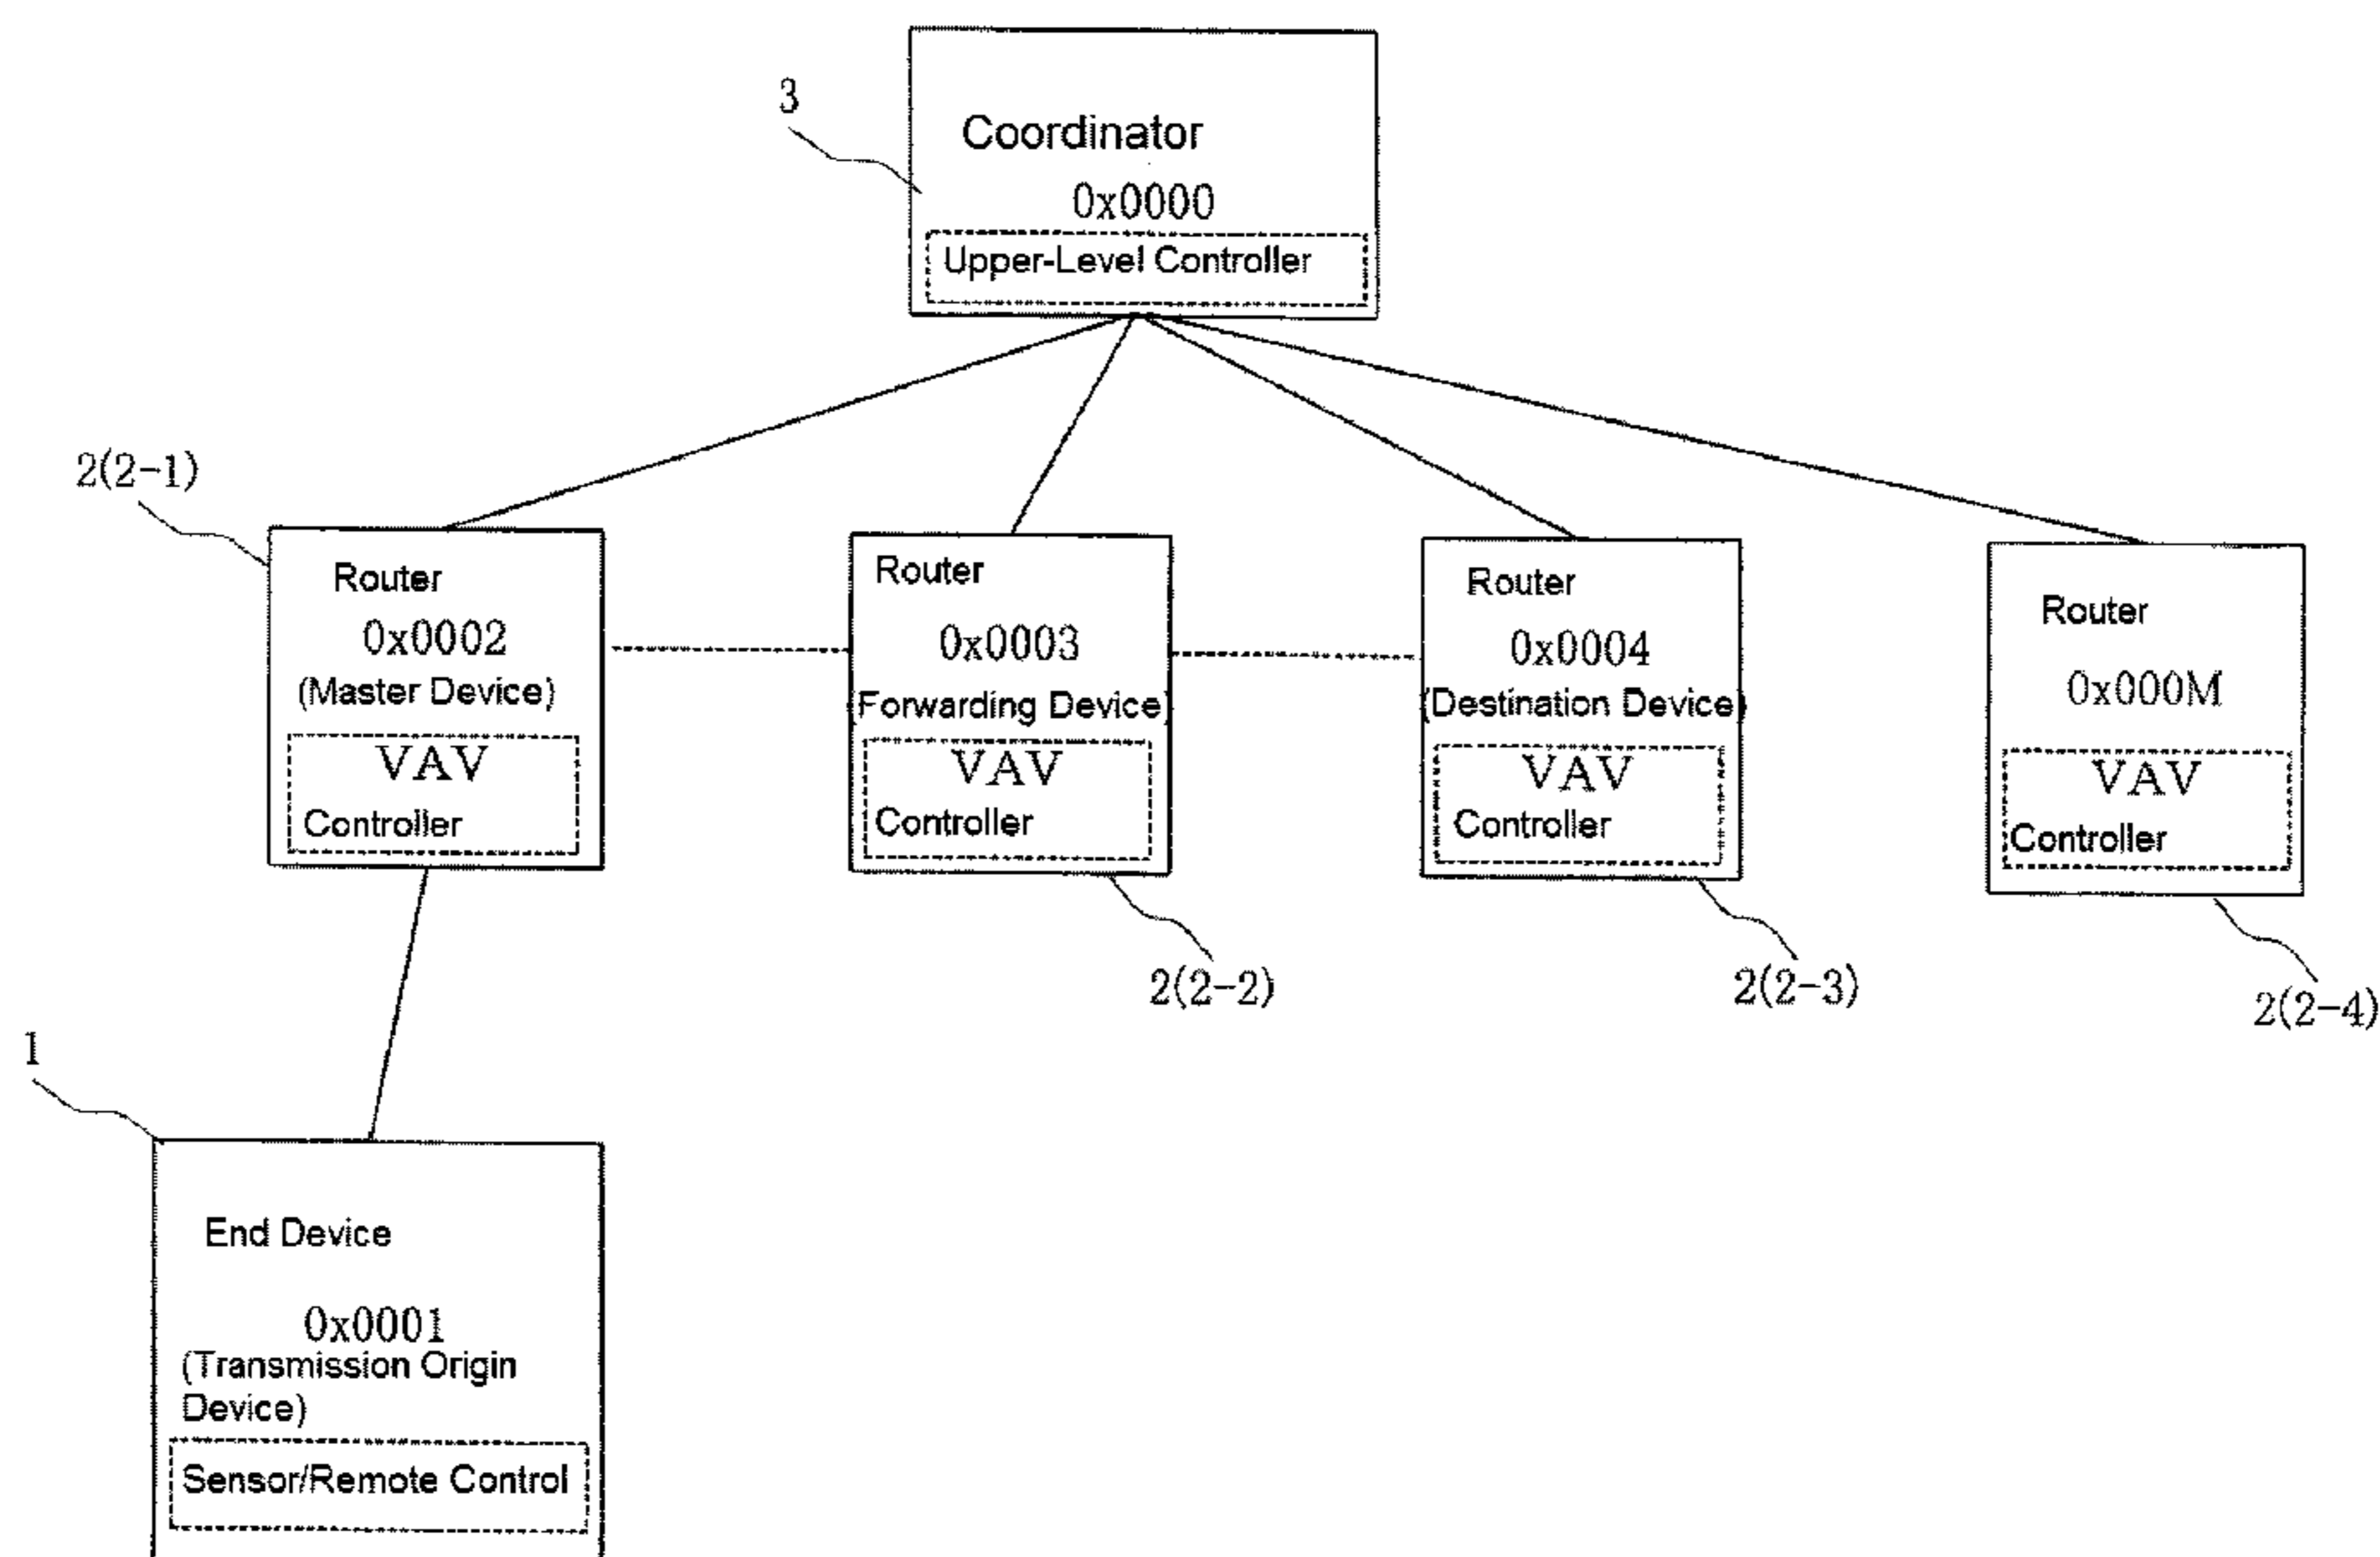 3
Coordinator
0x0000
Upper-Level Controller
2(2-1)
Router
0x0002
(Master Device)
VAV
Controller
Router
0x0003
(Forwarding Device)
VAV
Controller
2(2-2)
Router
0x0004
(Destination Device)
VAV
Controller
2(2-3)
Router
0x000M
VAV
Controller
2(2-4)
1
End Device
0x0001
(Transmission Origin
Device)
Sensor/Remote Control